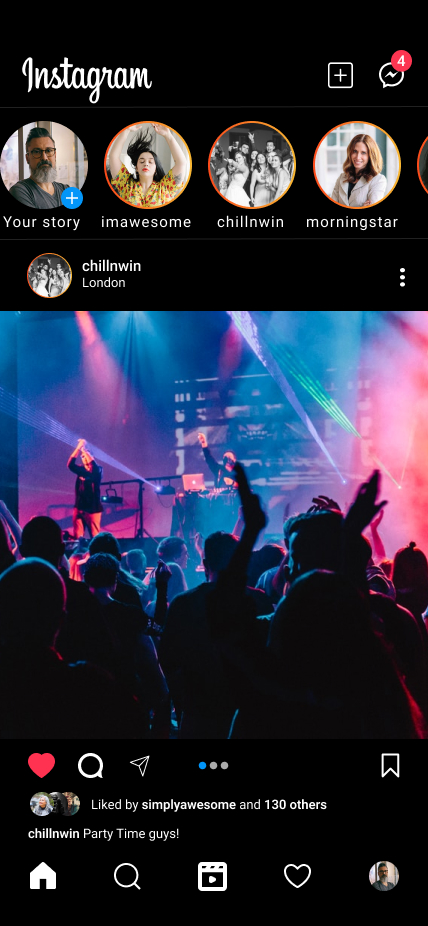 Instagram
4
Your story
imawesome
chillnwin
morningstar
chillnwin
London
Liked by simplyawesome and 130 others
chillnwin Party Time guys!